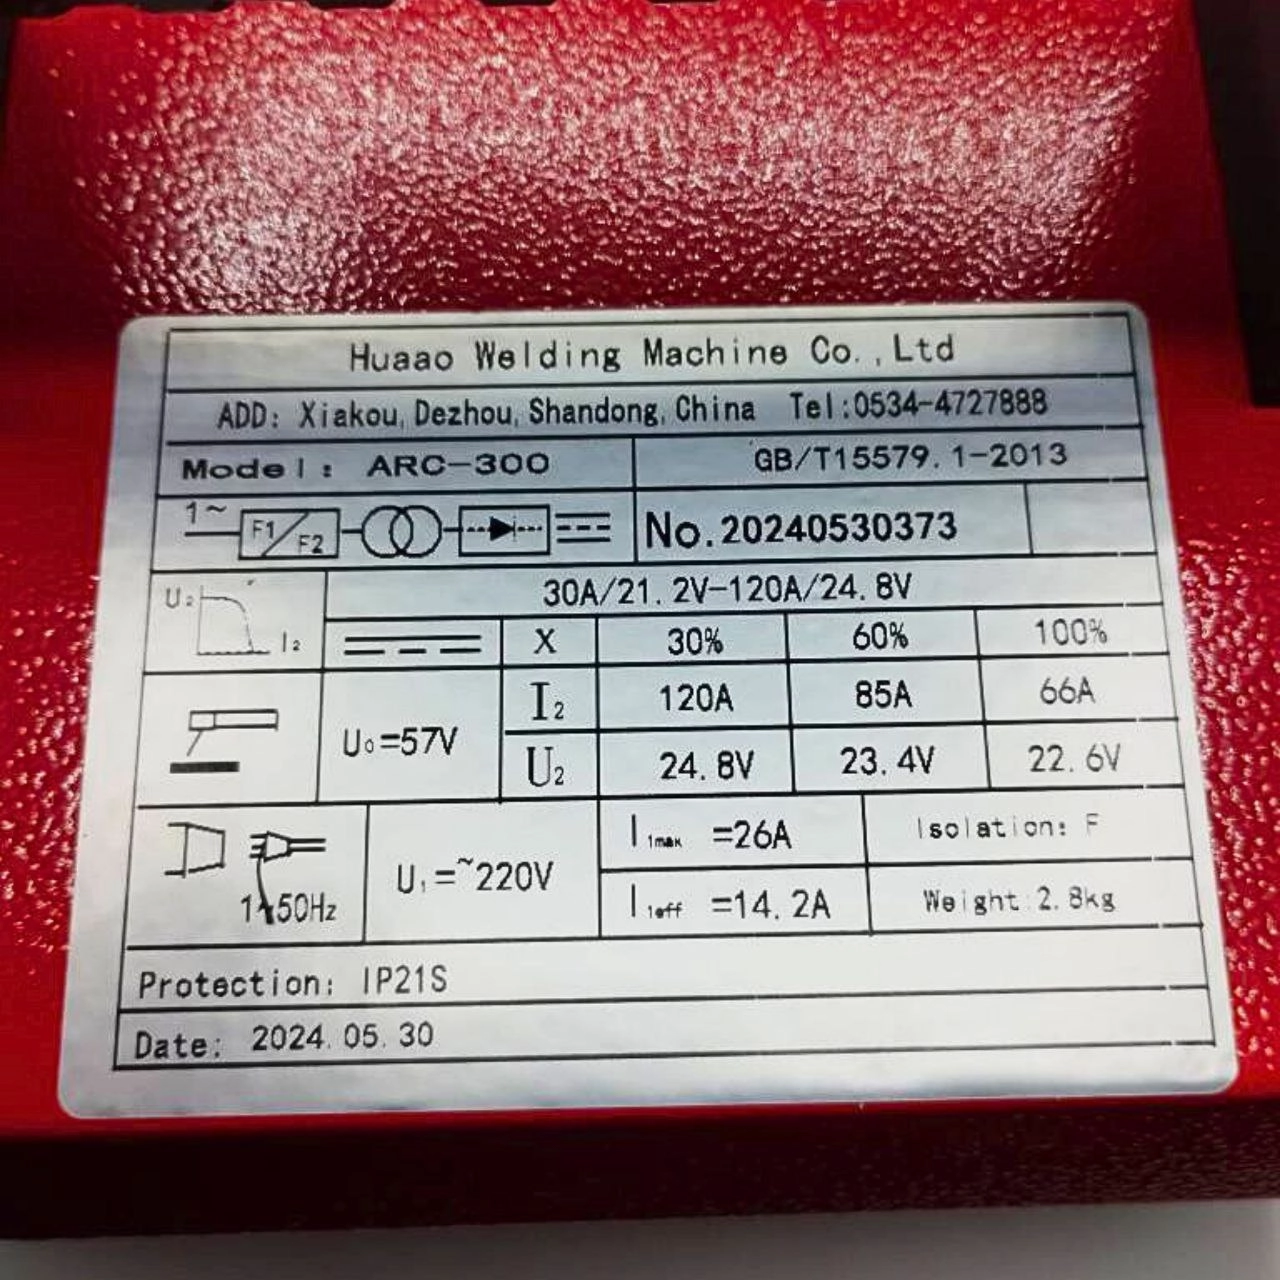 Huaao Welding Machine Co.,Ltd
ADD: Xiakou, Dezhou, Shandong, China Tel:0534-4727888
Model: ARC-300 GB/T15579.1-2013
1~ F1/F2 No.20240530373
U₂ I₂
30A/21.2V-120A/24.8V
X 30% 60% 100%
I₂ 120A 85A 66A
U₀=57V
U₂ 24.8V 23.4V 22.6V
1~50Hz
U₁=~220V
I₁max =26A Isolation: F
I₁eff =14.2A Weight:2.8kg
Protection: IP21S
Date: 2024.05.30